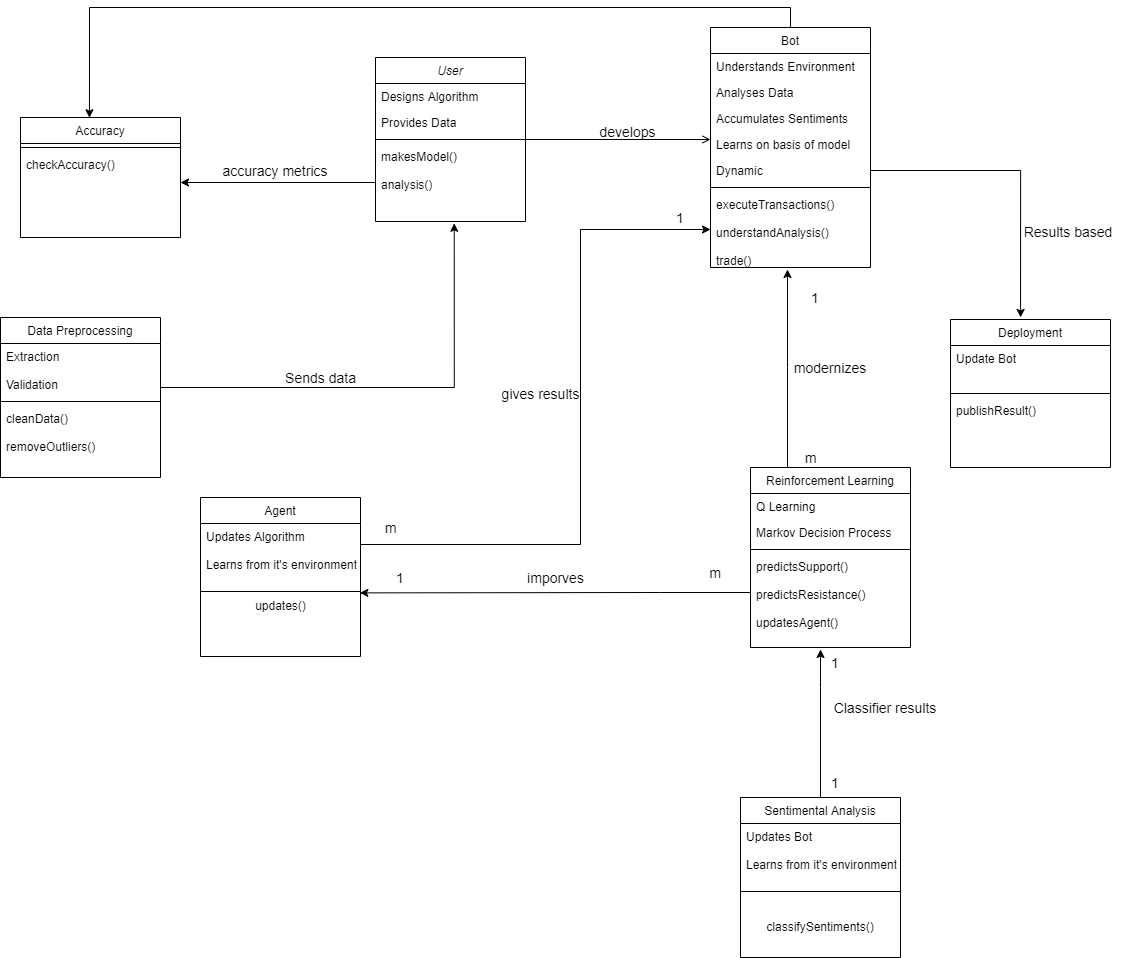 Bot
Understands Environment
Analyses Data
Accumulates Sentiments
Learns on basis of model
Dynamic
executeTransactions()
understandAnalysis()
trade()
User
Designs Algorithm
Provides Data
makesModel()
analysis()
develops
Accuracy
checkAccuracy()
accuracy metrics
1
Results based
1
Data Preprocessing
Extraction
Validation
cleanData()
removeOutliers()
Sends data
Deployment
Update Bot
publishResult()
modernizes
gives results
m
Reinforcement Learning
Q Learning
Markov Decision Process
predictsSupport()
predictsResistance()
updatesAgent()
Agent
Updates Algorithm
Learns from it's environment
updates()
m
1
imporves
m
1
Classifier results
1
Sentimental Analysis
Updates Bot
Learns from it's environment
classifySentiments()